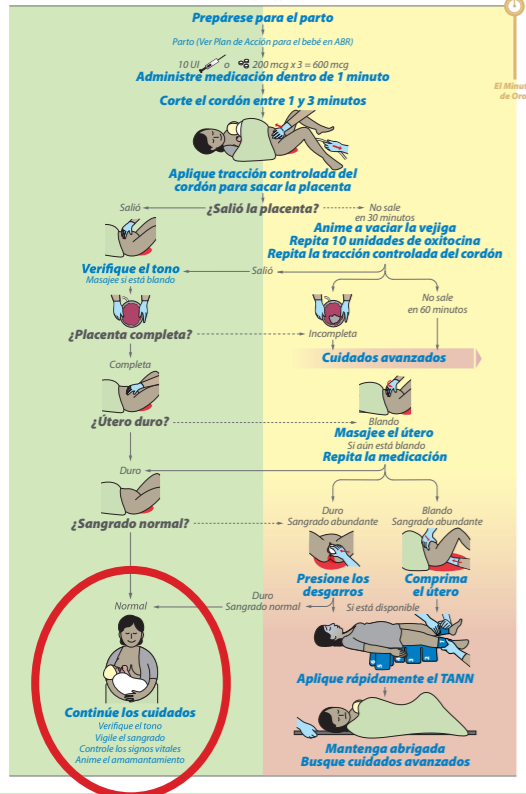 Prepárese para el parto
Parto (Ver Plan de Acción para el bebé en ABR)
10 UI o 200 mcg x 3 = 600 mcg
Administre medicación dentro de 1 minuto
Corte el cordón entre 1 y 3 minutos
El Minuto
de Oro
Aplique tracción controlada del
cordón para sacar la placenta
Salió
¿Salió la placenta?
No sale
en 30 minutos
Anime a vaciar la vejiga
Repita 10 unidades de oxitocina
Repita la tracción controlada del cordón
Verifique el tono
Masajee si está blando
Salió
No sale
en 60 minutos
¿Placenta completa?
Incompleta
Cuidados avanzados
Completa
¿Útero duro?
Blando
Masajee el útero
Si aún está blando
Repita la medicación
Duro
¿Sangrado normal?
Duro
Sangrado abundante
Blando
Sangrado abundante
Presione los
desgarros
Comprima
el útero
Duro
Sangrado normal
Normal
Si está disponible
Aplique rápidamente el TANN
Continúe los cuidados
Verifique el tono
Vigile el sangrado
Controle los signos vitales
Anime el amamantamiento
Mantenga abrigada
Busque cuidados avanzados